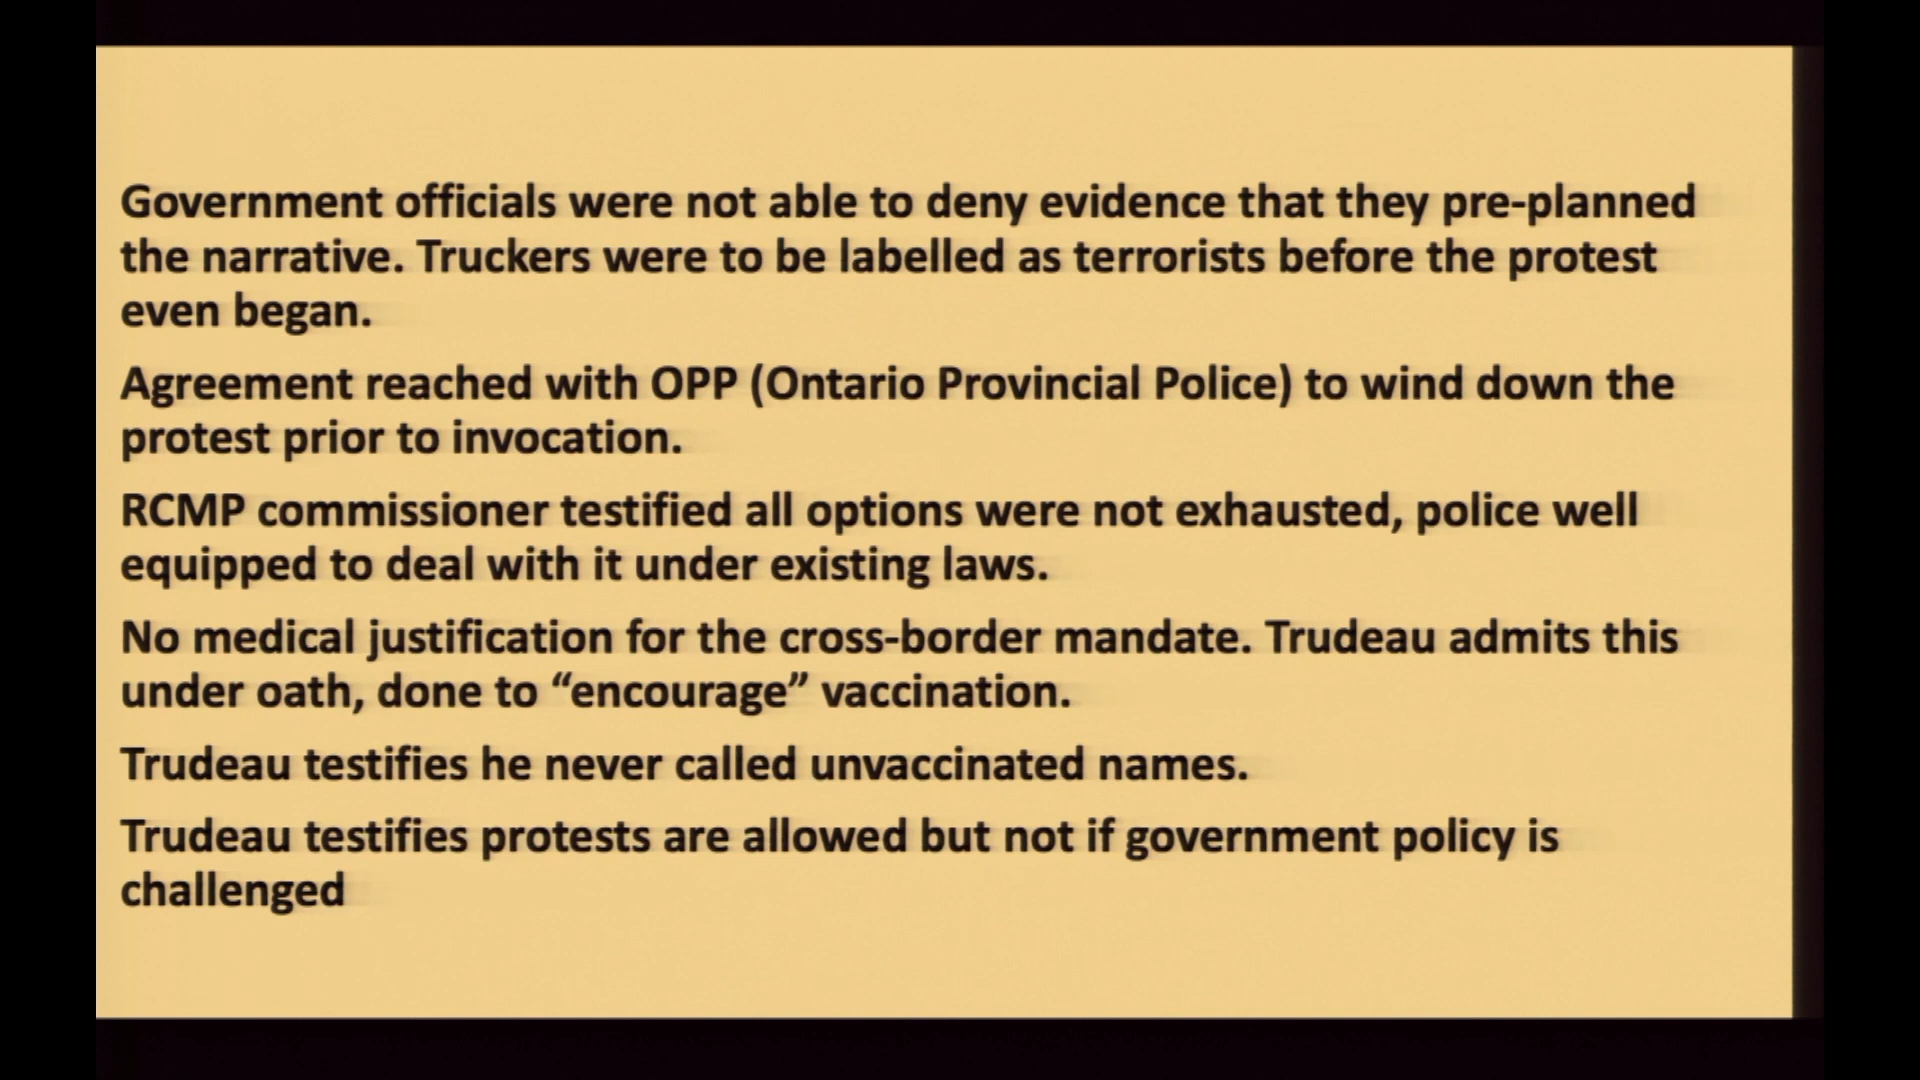 Government officials were not able to deny evidence that they pre-planned
the narrative. Truckers were to be labelled as terrorists before the protest
even began.
Agreement reached with OPP (Ontario Provincial Police) to wind down the
protest prior to invocation.
RCMP commissioner testified all options were not exhausted, police well
equipped to deal with it under existing laws.
No medical justification for the cross-border mandate. Trudeau admits this
under oath, done to “encourage” vaccination.
Trudeau testifies he never called unvaccinated names.
Trudeau testifies protests are allowed but not if government policy is
challenged